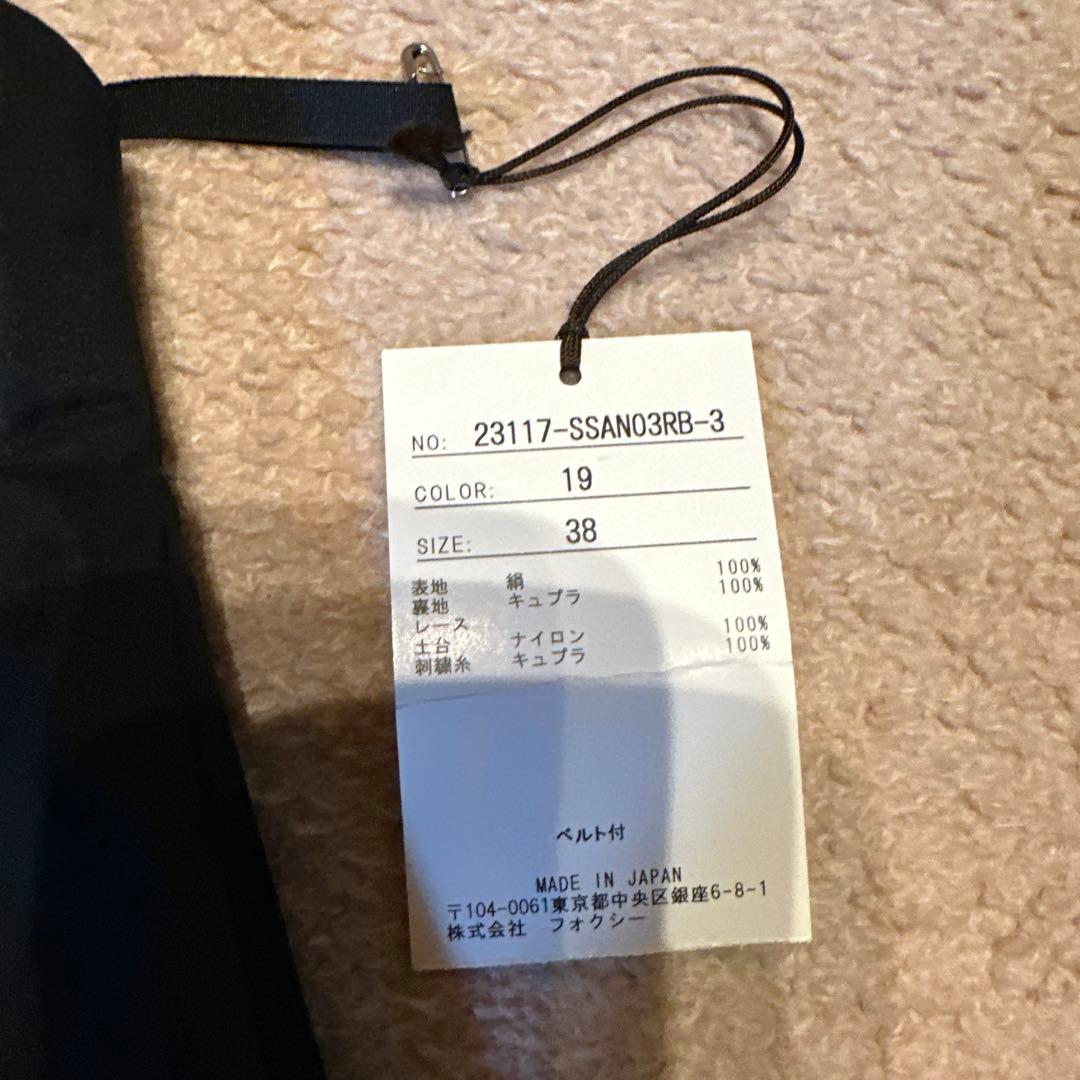 NO: 23117-SSAN03RB-3
COLOR: 19
SIZE: 38
表地 絹 100%
裏地 キュプラ 100%
レース
土台 ナイロン 100%
刺繍糸 キュプラ 100%
ベルト付
MADE IN JAPAN
〒104-0061東京都中央区銀座6-8-1
株式会社 フォクシー